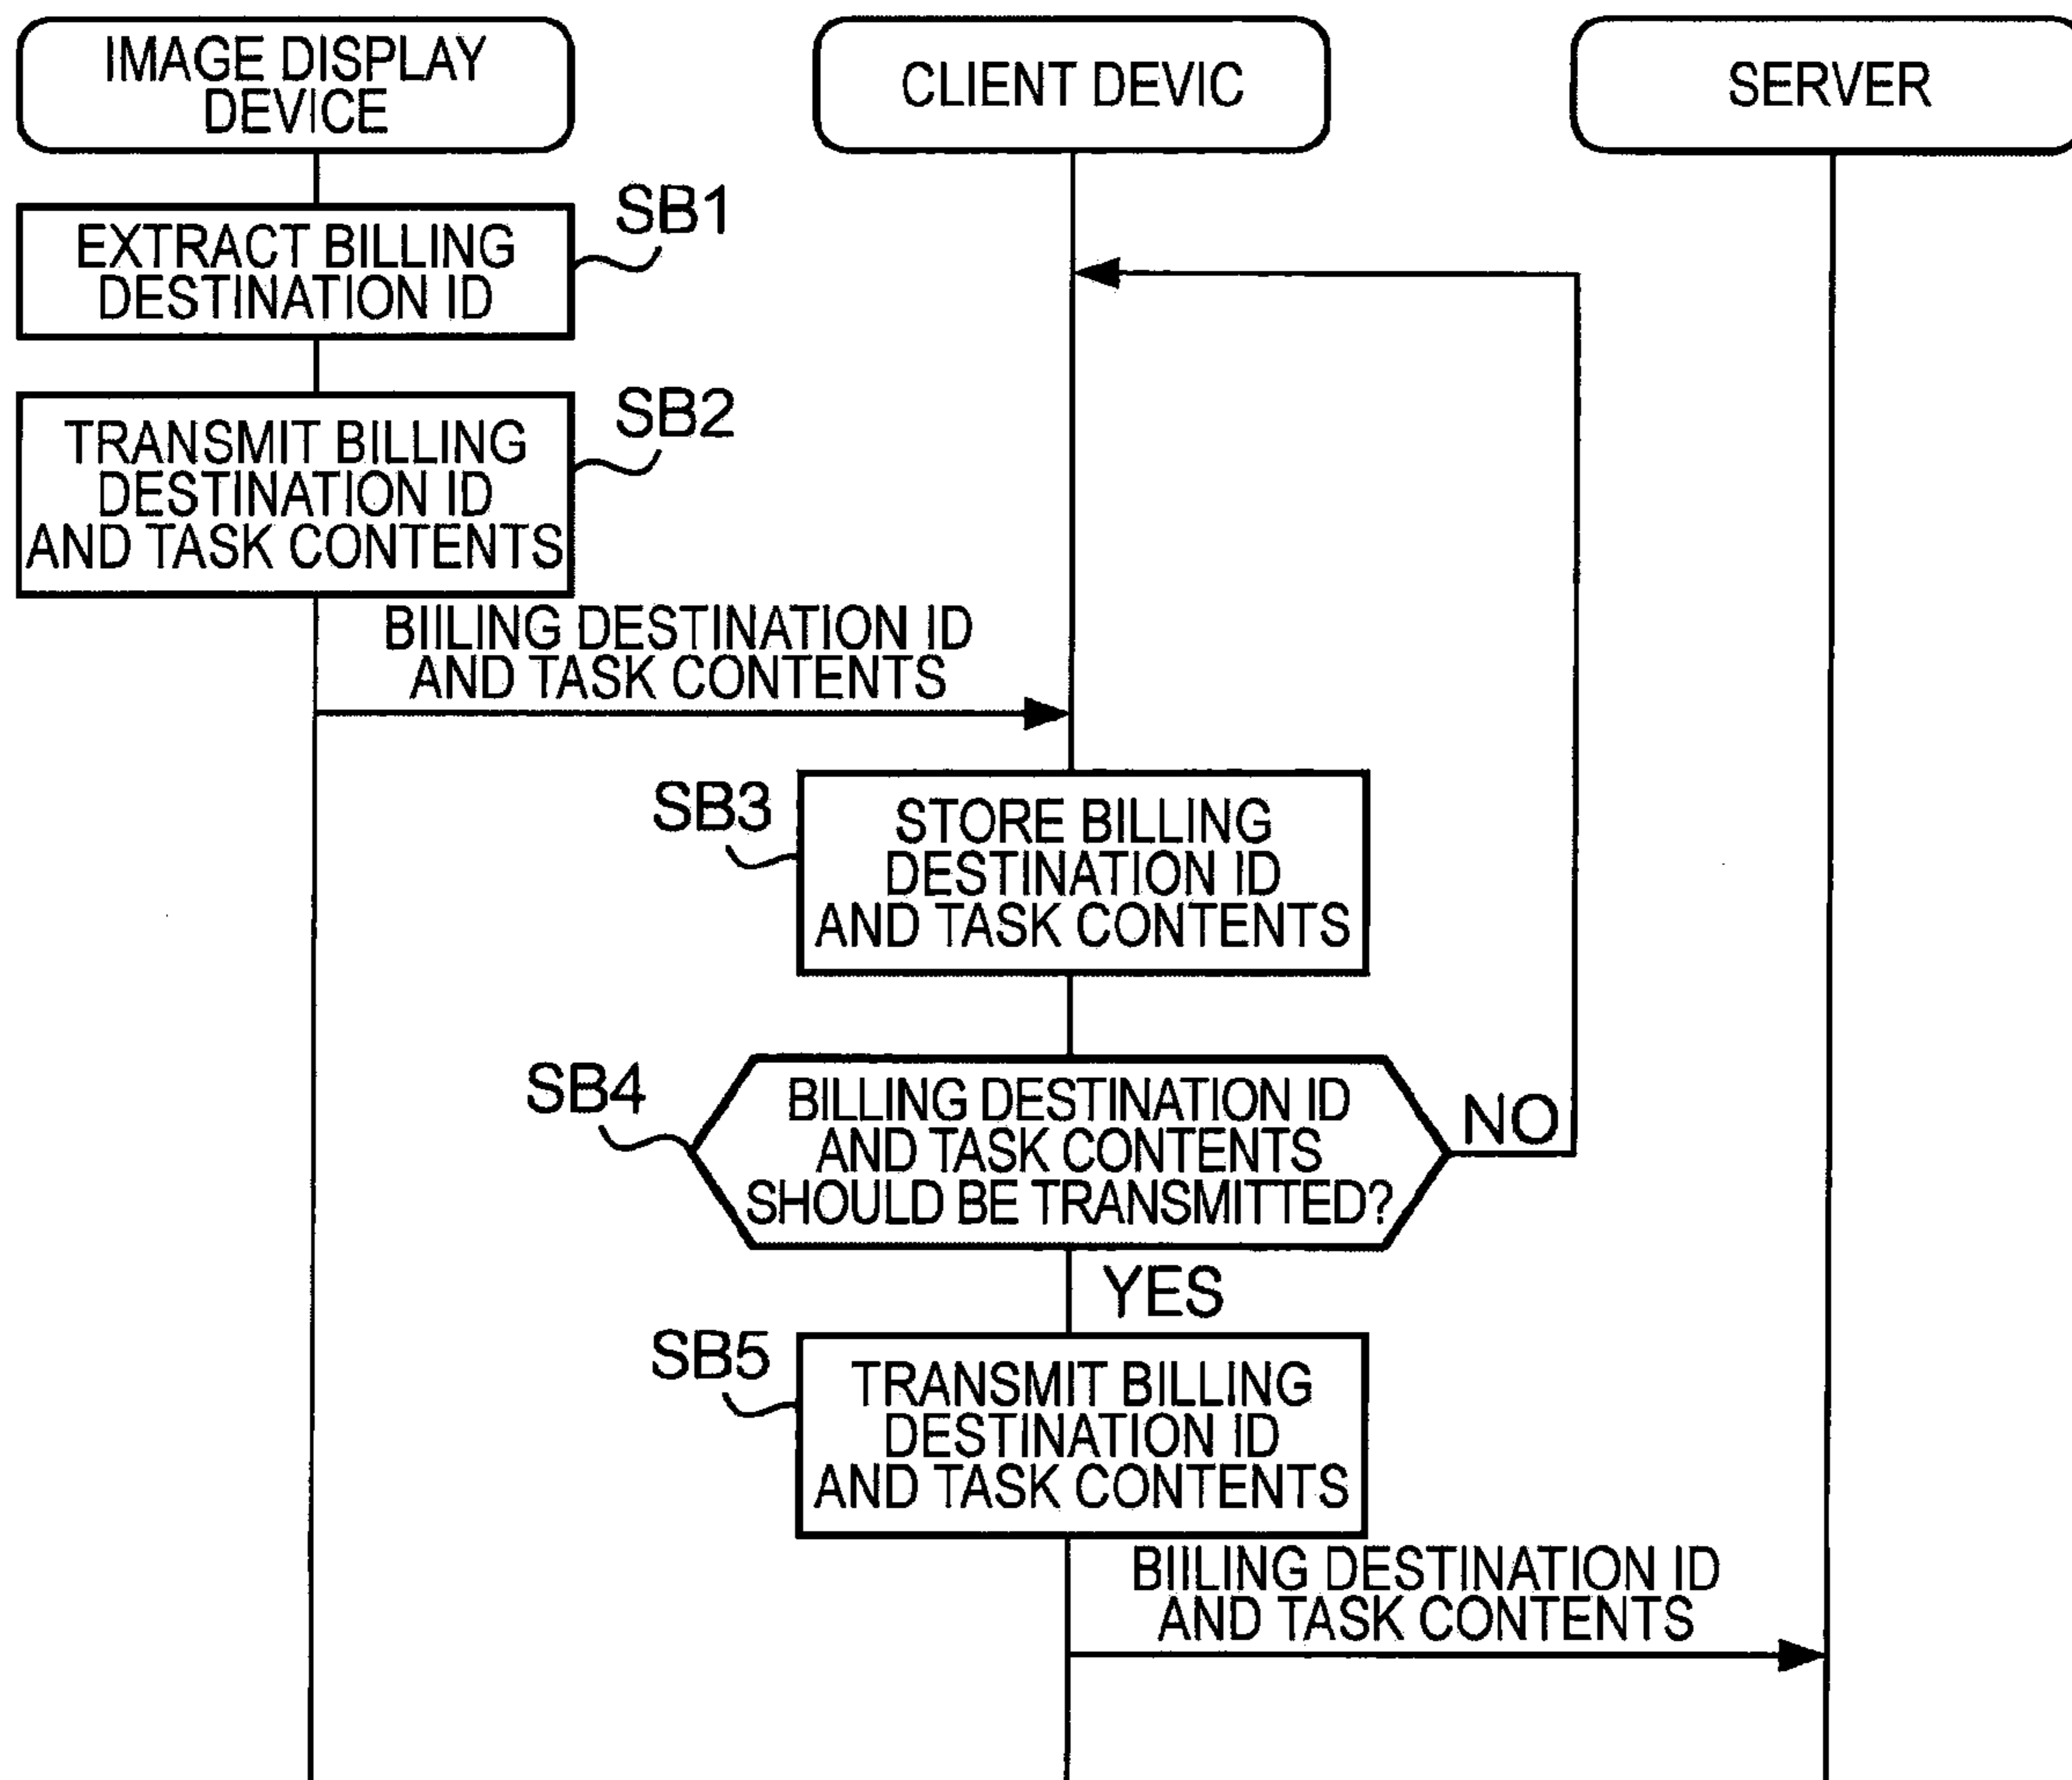 IMAGE DISPLAY
DEVICE
CLIENT DEVIC
SERVER
SB1
EXTRACT BILLING
DESTINATION ID
SB2
TRANSMIT BILLING
DESTINATION ID
AND TASK CONTENTS
BIILING DESTINATION ID
AND TASK CONTENTS
SB3
STORE BILLING
DESTINATION ID
AND TASK CONTENTS
SB4
BILLING DESTINATION ID
AND TASK CONTENTS
SHOULD BE TRANSMITTED?
NO
YES
SB5
TRANSMIT BILLING
DESTINATION ID
AND TASK CONTENTS
BIILING DESTINATION ID
AND TASK CONTENTS